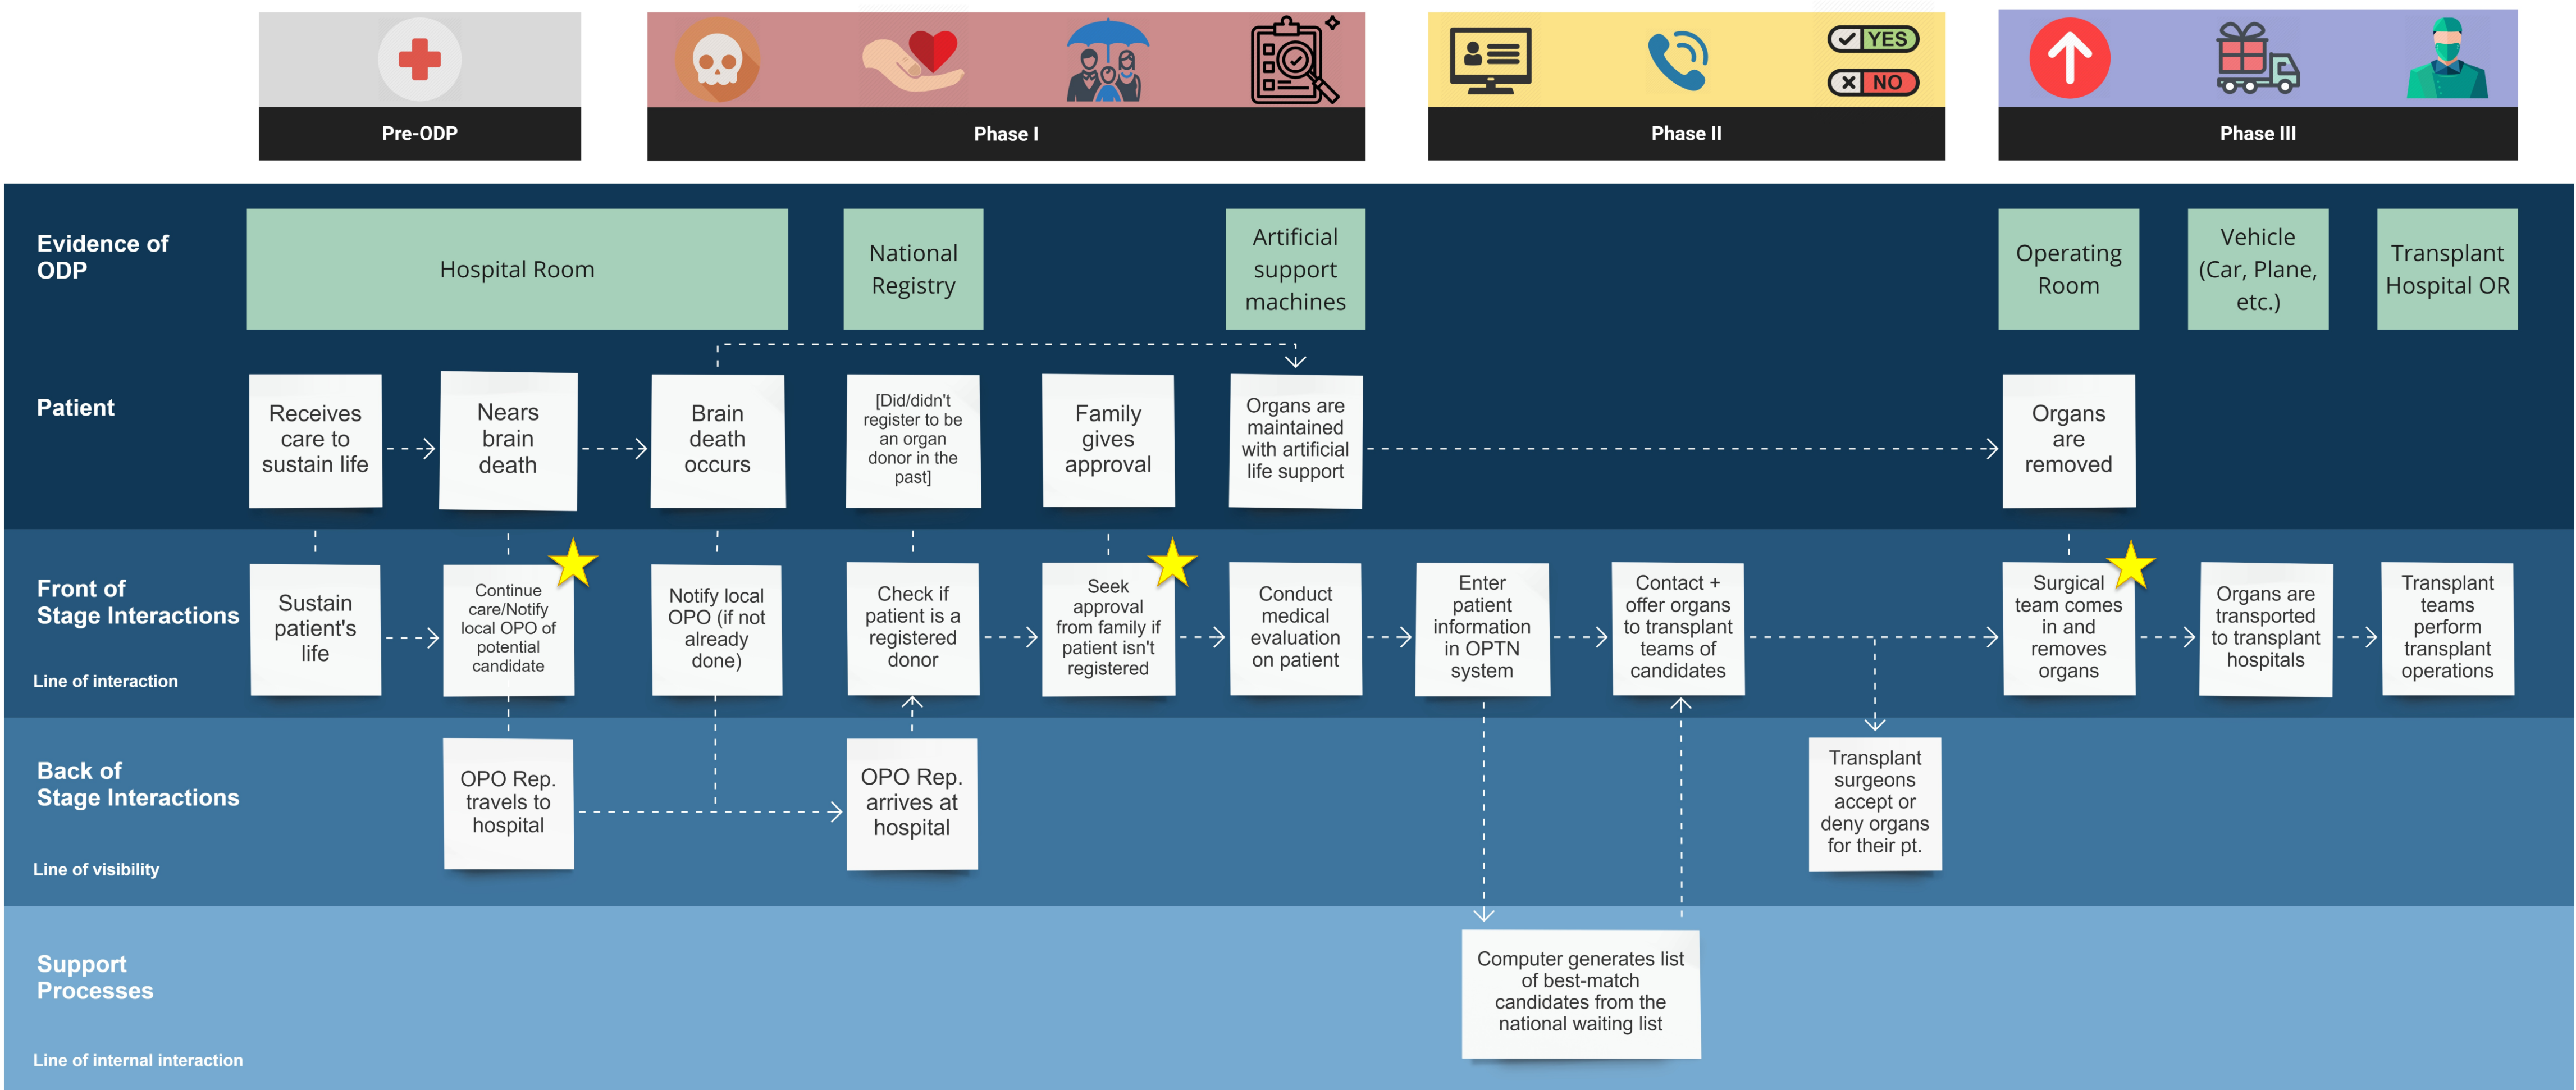 YES
NO
Pre-ODP
Phase I
Phase II
Phase III
Evidence of
ODP
Hospital Room
National
Registry
Artificial
support
machines
Operating
Room
Vehicle
(Car, Plane,
etc.)
Transplant
Hospital OR
Patient
Receives
care to
sustain life
Nears
brain
death
Brain
death
occurs
[Did/didn't
register to be
an organ
donor in the
past]
Family
gives
approval
Organs are
maintained
with artificial
life support
Organs
are
removed
Front of
Stage Interactions
Line of interaction
Sustain
patient's
life
Continue
care/Notify
local OPO of
potential
candidate
Notify local
OPO (if not
already
done)
Check if
patient is a
registered
donor
Seek
approval
from family if
patient isn't
registered
Conduct
medical
evaluation
on patient
Enter
patient
information
in OPTN
system
Contact +
offer organs
to transplant
teams of
candidates
Surgical
team comes
in and
removes
organs
Organs are
transported
to transplant
hospitals
Transplant
teams
perform
transplant
operations
Back of
Stage Interactions
Line of visibility
OPO Rep.
travels to
hospital
OPO Rep.
arrives at
hospital
Transplant
surgeons
accept or
deny organs
for their pt.
Support
Processes
Line of internal interaction
Computer generates list
of best-match
candidates from the
national waiting list